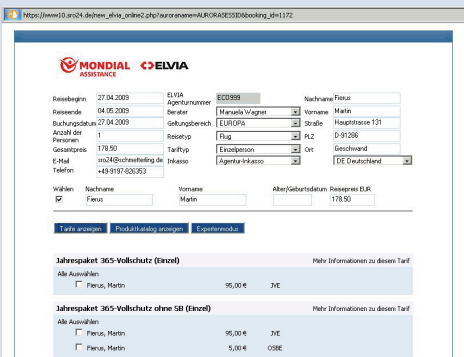 https://www10.sro24.de/new_elvia_online2.php?auroraname=AURORASESSID&booking_id=1172
MONDIAL ASSISTANCE ELVIA
Reisebeginn 27.04.2009 ELVIA Agenturnummer ECO999 Nachname Fierus
Reiseende 04.05.2009 Berater Manuela Wagner Vorname Martin
Buchungsdatum 27.04.2009 Geltungsbereich EUROPA Straße Hauptstrasse 131
Anzahl der Personen 1 Reisetyp Flug PLZ D-91286
Gesamtpreis 178,50 Tariftyp Einzelperson Ort Geschwand
E-Mail sro24@schmetterling.de Inkasso Agentur-Inkasso DE Deutschland
Telefon +49-9197-826353
Wählen Nachname Vorname Alter/Geburtsdatum Reisepreis EUR
Fierus Martin 178.50
Tarife anzeigen Produktkatalog anzeigen Expertenmodus
Jahrespaket 365-Vollschutz (Einzel) Mehr Informationen zu diesem Tarif
Alle Auswählen
Fierus, Martin 95,00 € JVE
Jahrespaket 365-Vollschutz ohne SB (Einzel) Mehr Informationen zu diesem Tarif
Alle Auswählen
Fierus, Martin 95,00 € JVE
Fierus, Martin 5,00 € OSBE